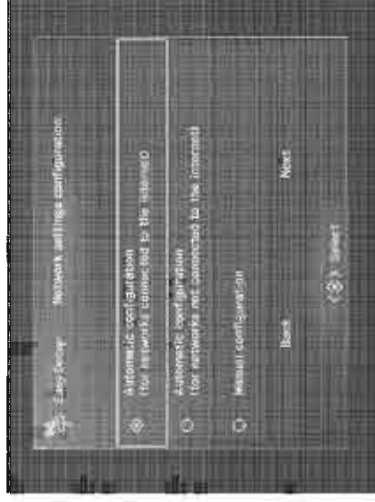 Easy Setup
Network settings configuration
Automatic configuration
(for networks connected to the internet)
Automatic configuration
(for networks not connected to the internet)
Manual configuration
Back
Next
Select